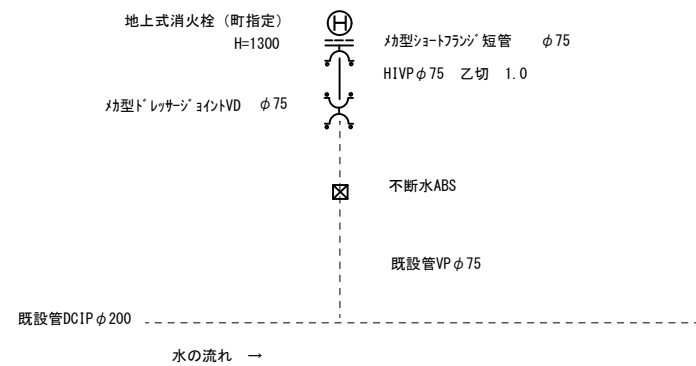 地上式消火栓（町指定）
H=1300
H
ﾒｶ型ｼｮｰﾄﾌﾗﾝｼﾞ短管　φ75
HIVPφ75　乙切　1.0
ﾒｶ型ﾄﾞﾚｯｻｰｼﾞｮｲﾝﾄVD　φ75
不断水ABS
既設管VPφ75
既設管DCIPφ200
水の流れ　→